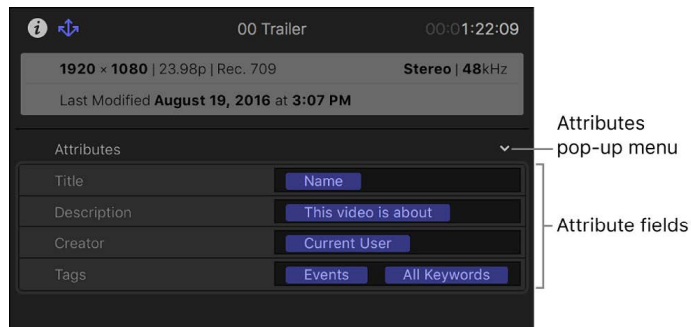 00 Trailer 00:01:22:09
1920 × 1080 | 23.98p | Rec. 709 Stereo | 48kHz
Last Modified August 19, 2016 at 3:07 PM
Attributes
Title Name
Description This video is about
Creator Current User
Tags Events All Keywords
Attributes
pop-up menu
Attribute fields